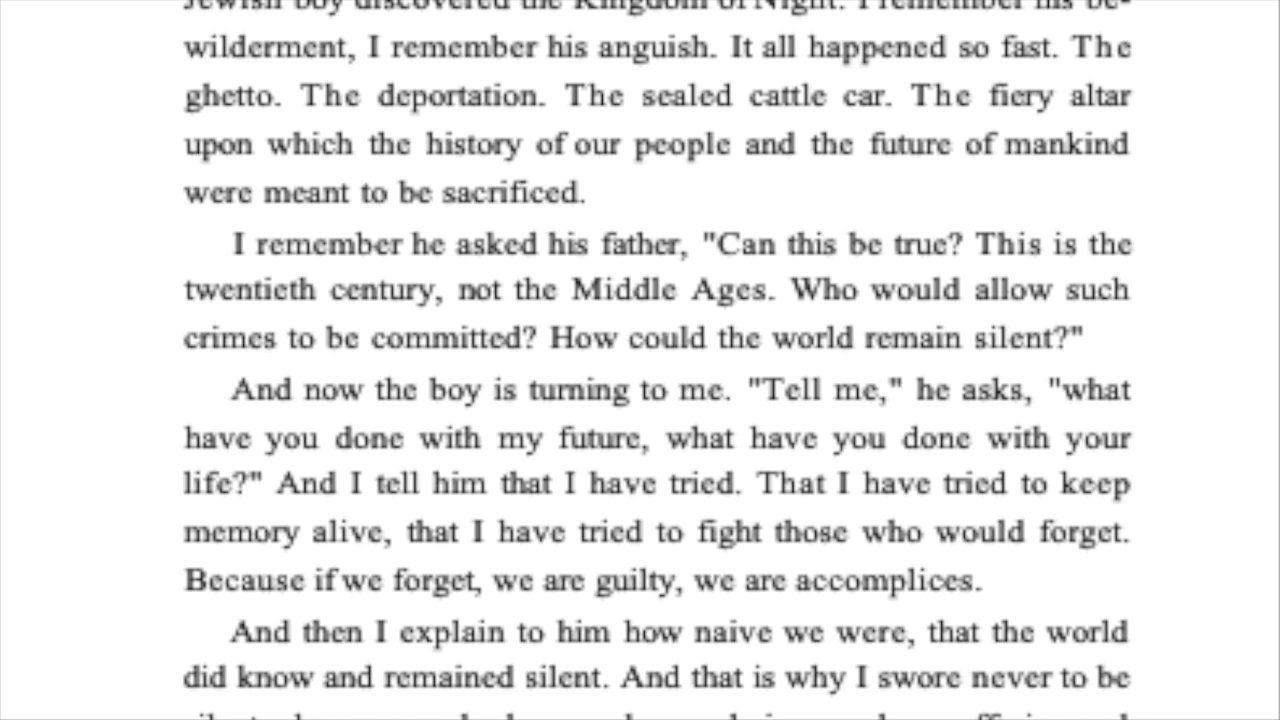 Jewish boy discovered the Kingdom of Night. I remember his be-
wilderment, I remember his anguish. It all happened so fast. The
ghetto. The deportation. The sealed cattle car. The fiery altar
upon which the history of our people and the future of mankind
were meant to be sacrificed.
I remember he asked his father, "Can this be true? This is the
twentieth century, not the Middle Ages. Who would allow such
crimes to be committed? How could the world remain silent?"
And now the boy is turning to me. "Tell me," he asks, "what
have you done with my future, what have you done with your
life?" And I tell him that I have tried. That I have tried to keep
memory alive, that I have tried to fight those who would forget.
Because if we forget, we are guilty, we are accomplices.
And then I explain to him how naive we were, that the world
did know and remained silent. And that is why I swore never to be